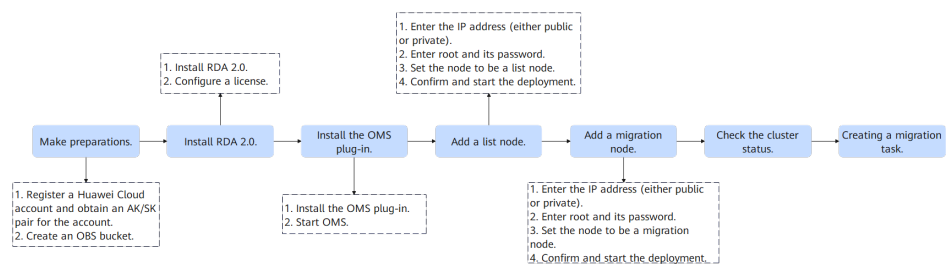 1. Enter the IP address (either public
or private).
2. Enter root and its password.
3. Set the node to be a list node.
4. Confirm and start the deployment.
1. Install RDA 2.0.
2. Configure a license.
Make preparations.
Install RDA 2.0.
Install the OMS
plug-in.
Add a list node.
Add a migration
node.
Check the cluster
status.
Creating a migration
task.
1. Register a Huawei Cloud
account and obtain an AK/SK
pair for the account.
2. Create an OBS bucket.
1. Install the OMS plug-in.
2. Start OMS.
1. Enter the IP address (either public
or private).
2. Enter root and its password.
3. Set the node to be a migration
node.
4. Confirm and start the deployment.